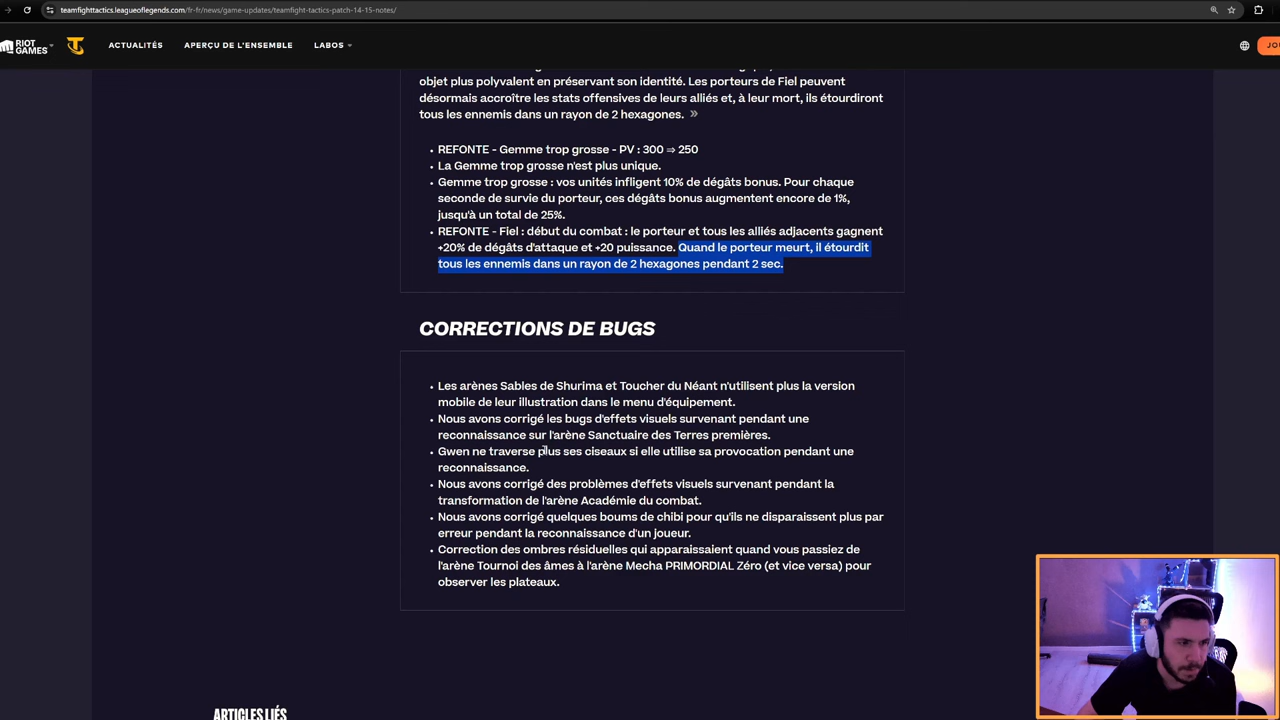 teamfighttactics.leagueoflegends.com/fr-fr/news/game-updates/teamfight-tactics-patch-14-15-notes/
RIOT GAMES
ACTUALITÉS
APERÇU DE L'ENSEMBLE
LABOS
JO
objet plus polyvalent en préservant son identité. Les porteurs de Fiel peuvent
désormais accroître les stats offensives de leurs alliés et, à leur mort, ils étourdiront
tous les ennemis dans un rayon de 2 hexagones. »
• REFONTE - Gemme trop grosse - PV : 300 ⇒ 250
• La Gemme trop grosse n'est plus unique.
• Gemme trop grosse : vos unités infligent 10% de dégâts bonus. Pour chaque
seconde de survie du porteur, ces dégâts bonus augmentent encore de 1%,
jusqu'à un total de 25%.
• REFONTE - Fiel : début du combat : le porteur et tous les alliés adjacents gagnent
+20% de dégâts d'attaque et +20 puissance. Quand le porteur meurt, il étourdit
tous les ennemis dans un rayon de 2 hexagones pendant 2 sec.
CORRECTIONS DE BUGS
• Les arènes Sables de Shurima et Toucher du Néant n'utilisent plus la version
mobile de leur illustration dans le menu d'équipement.
• Nous avons corrigé les bugs d'effets visuels survenant pendant une
reconnaissance sur l'arène Sanctuaire des Terres premières.
• Gwen ne traverse plus ses ciseaux si elle utilise sa provocation pendant une
reconnaissance.
• Nous avons corrigé des problèmes d'effets visuels survenant pendant la
transformation de l'arène Académie du combat.
• Nous avons corrigé quelques boums de chibi pour qu'ils ne disparaissent plus par
erreur pendant la reconnaissance d'un joueur.
• Correction des ombres résiduelles qui apparaissaient quand vous passiez de
l'arène Tournoi des âmes à l'arène Mecha PRIMORDIAL Zéro (et vice versa) pour
observer les plateaux.
ARTICLES LIÉS